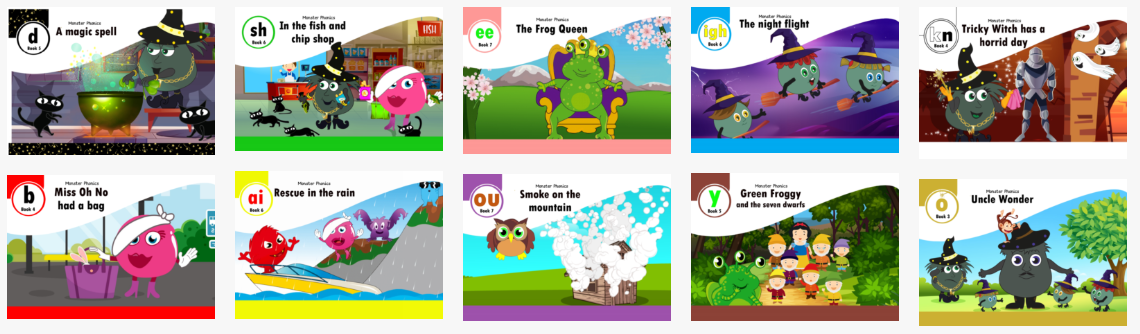 Monster Phonics
d
Book 5
A magic spell
Monster Phonics
sh
Book 6
In the fish and
chip shop
FISH
Monster Phonics
ee
Book 7
The Frog Queen
Monster Phonics
igh
Book 6
The night flight
Monster Phonics
kn
Book 4
Tricky Witch has a
horrid day
Monster Phonics
b
Book 4
Miss Oh No
had a bag
Monster Phonics
ai
Book 6
Rescue in the rain
Monster Phonics
ou
Book 7
Smoke on the
mountain
Monster Phonics
y
Book 5
Green Froggy
and the seven dwarfs
Monster Phonics
o
Book 5
Uncle Wonder